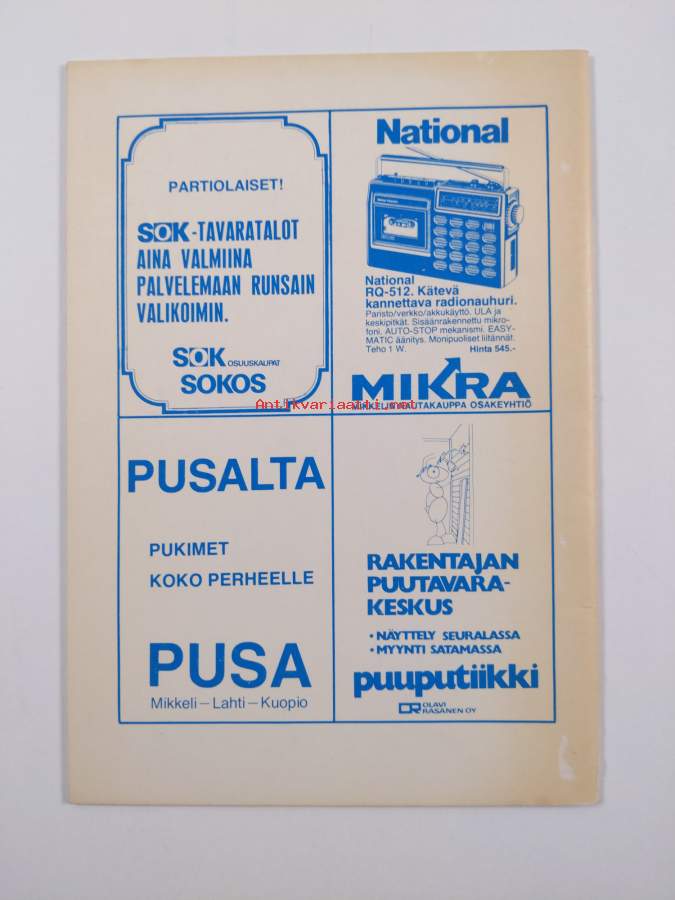 PARTIOLAISET!
SOK-TAVARATALOT
AINA VALMIINA
PALVELEMAAN RUNSAIN
VALIKOIMIN.
SOK OSUUSKAUPAT
SOKOS
National
National
RQ-512. Kätevä
kannettava radionauhuri.
Paristo/verkko/akkukäyttö. ULA ja
keskipitkät. Sisäänrakennettu mikro-
foni. AUTO-STOP mekanismi. EASY-
MATIC äänitys. Monipuoliset liitännät.
Teho 1 W. Hinta 545.-
MIKRA
MIKKELIN RAUTAKAUPPA OSAKEYHTIÖ
Antikvariaatti.net
PUSALTA
PUKIMET
KOKO PERHEELLE
PUSA
Mikkeli – Lahti – Kuopio
RAKENTAJAN
PUUTAVARA-
KESKUS
• NÄYTTELY SEURALASSA
• MYYNTI SATAMASSA
puuputiikki
OR OLAVI
RÄSÄNEN OY